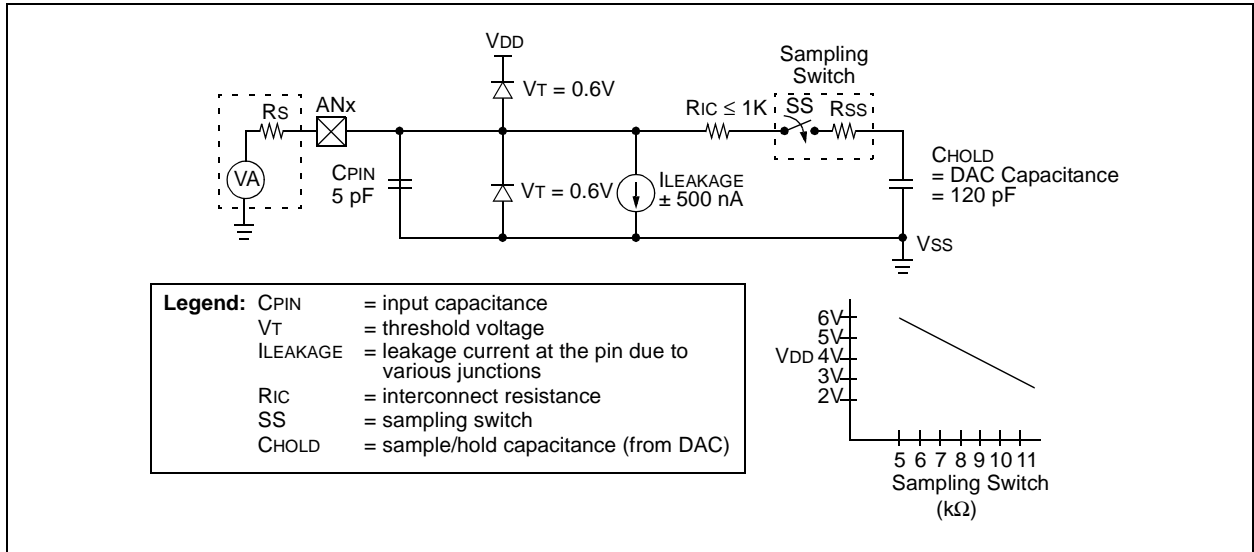 VDD
Sampling
Switch
VT = 0.6V
RS
ANx
RIC ≤ 1K
SS
RSS
VA
CPIN
5 pF
VT = 0.6V
ILEAKAGE
± 500 nA
CHOLD
= DAC Capacitance
= 120 pF
VSS
Legend: CPIN = input capacitance
VT = threshold voltage
ILEAKAGE = leakage current at the pin due to
various junctions
RIC = interconnect resistance
SS = sampling switch
CHOLD = sample/hold capacitance (from DAC)
6V
5V
VDD 4V
3V
2V
5 6 7 8 9 10 11
Sampling Switch
(kΩ)